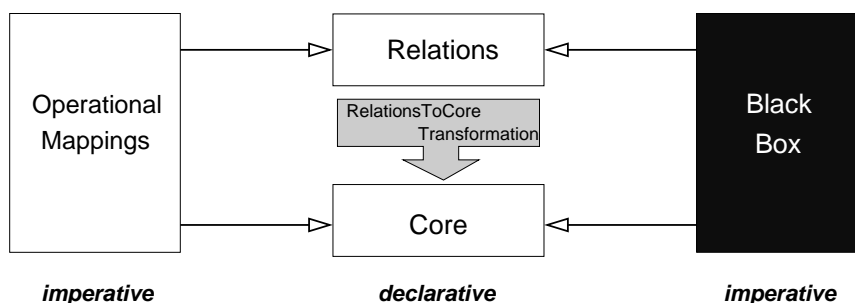 Operational
Mappings
Relations
RelationsToCore
Transformation
Core
Black
Box
imperative
declarative
imperative